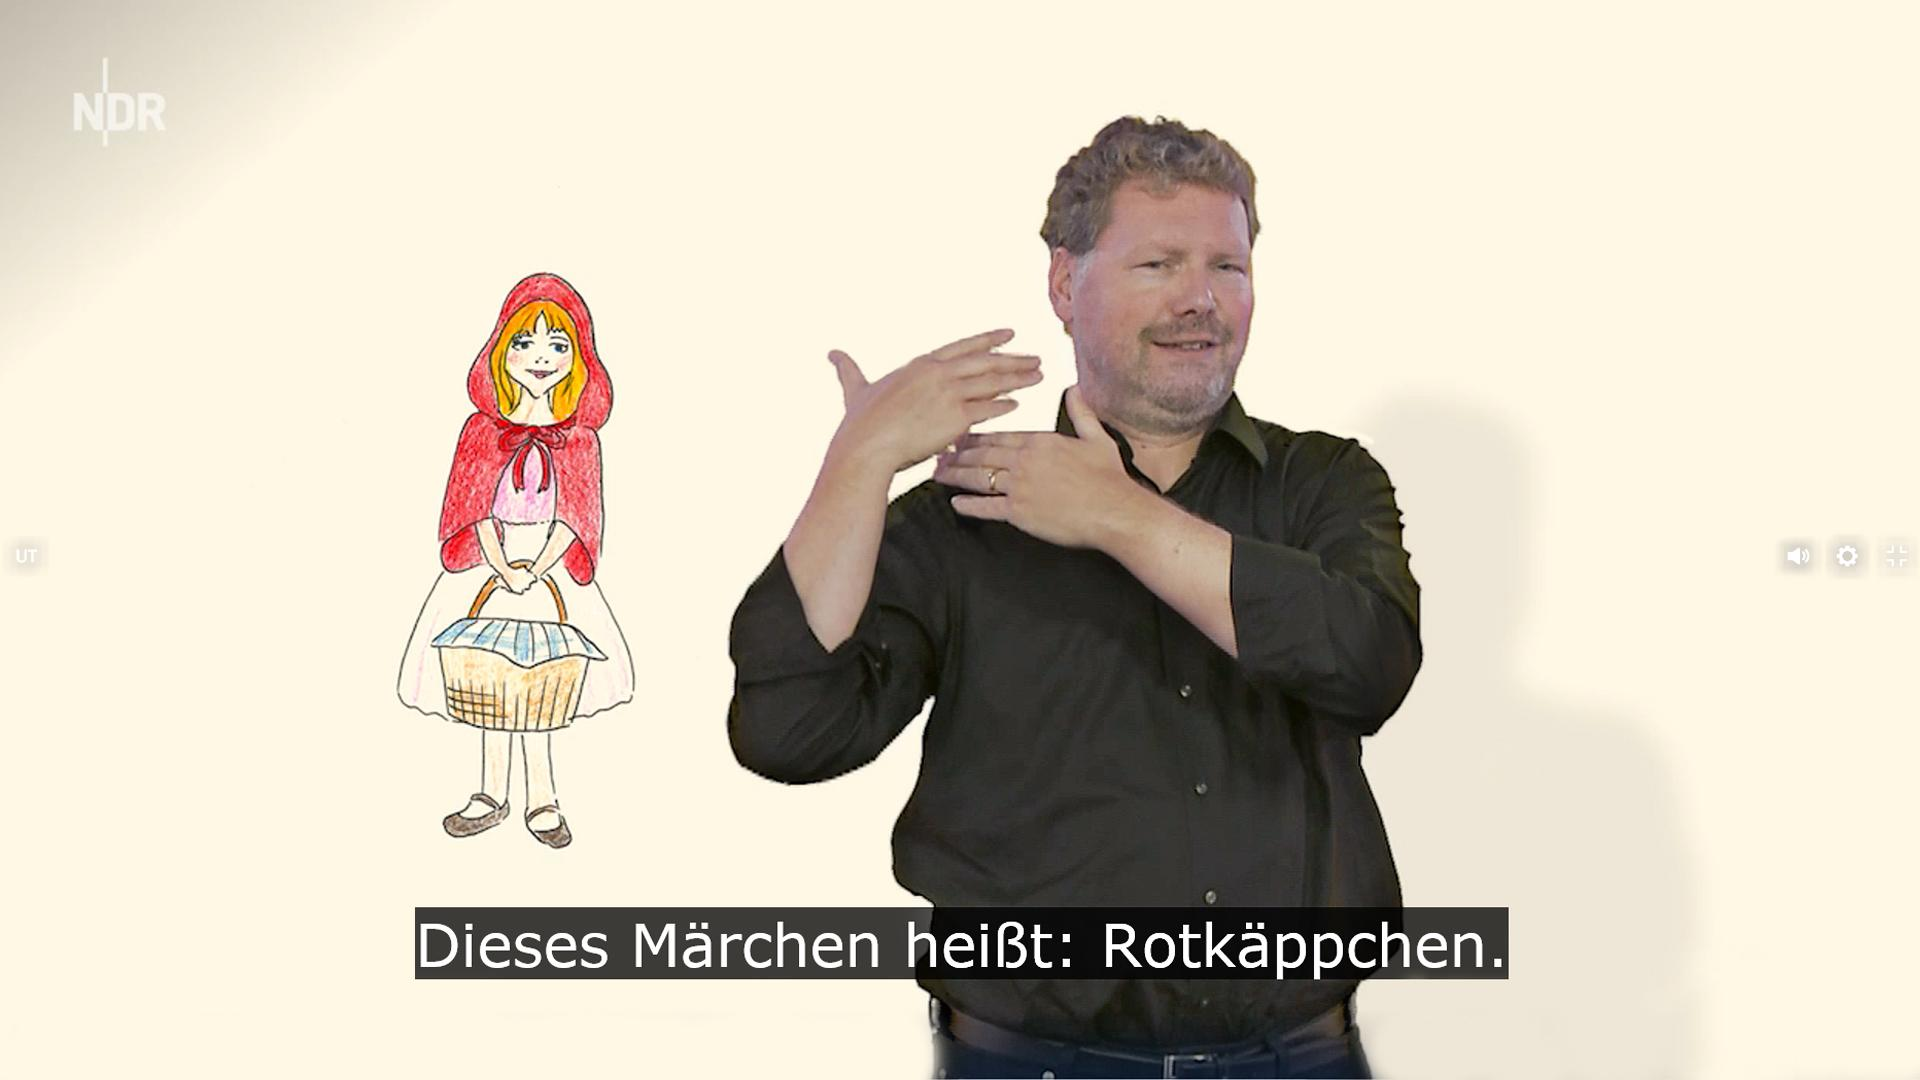 NDR
UT
Dieses Märchen heißt: Rotkäppchen.